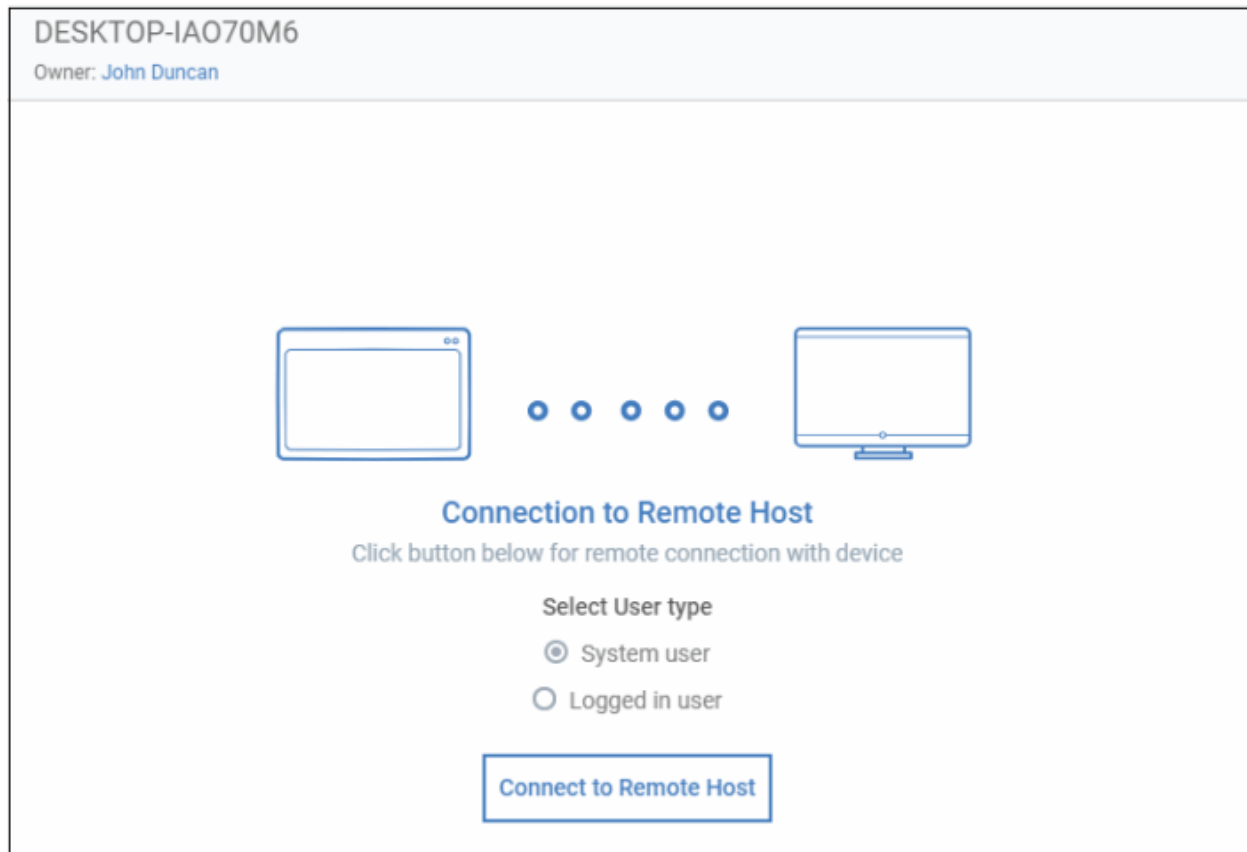 DESKTOP-IAO70M6
Owner: John Duncan
Connection to Remote Host
Click button below for remote connection with device
Select User type
System user
Logged in user
Connect to Remote Host